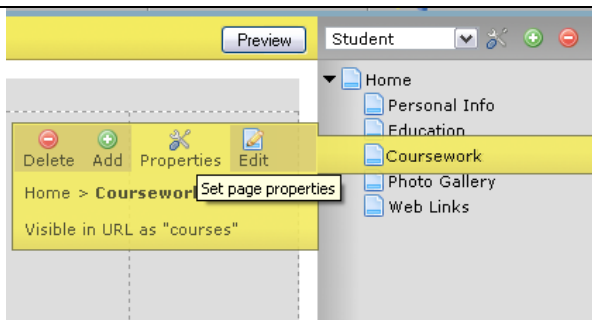 Preview
Student
Home
Personal Info
Education
Coursework
Photo Gallery
Web Links
Delete Add Properties Edit
Home > Coursework
Set page properties
Visible in URL as "courses"